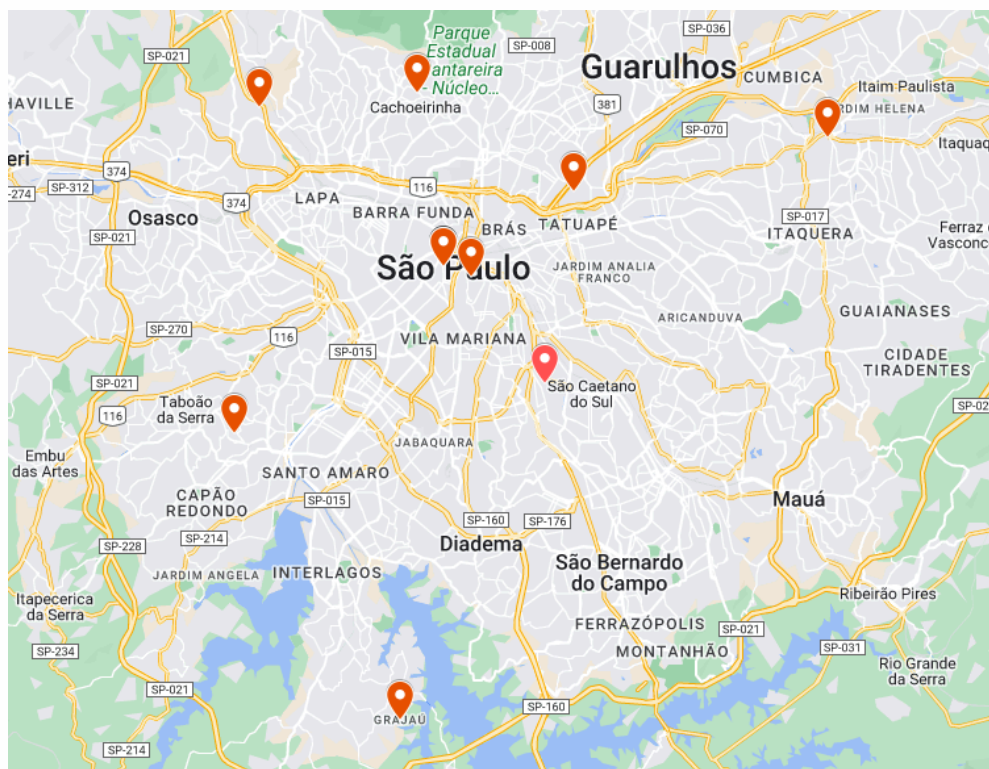 SP-036
SP-008
Parque
Estadual
antareira
- Núcleo...
SP-021
Guarulhos
CUMBICA
Itaim Paulista
HAVILLE
Cachoeirinha
381
RDIM HELENA
SP-070
Itaquaq
eri
374
SP-312
-274
116
374
LAPA
BARRA FUNDA
Osasco
SP-021
BRÁS
TATUAPÉ
SP-017
ITAQUERA
Ferraz
Vasconc
São Paulo
JARDIM ANALIA
FRANCO
SP-270
116
SP-015
VILA MARIANA
ARICANDUVA
GUAIANASES
CIDADE
TIRADENTES
SP-021
São Caetano
do Sul
SP-02
116
Taboão
da Serra
JABAQUARA
Embu
das Artes
SANTO AMARO
CAPÃO
REDONDO
SP-015
Mauá
SP-160
SP-176
SP-214
Diadema
SP-228
São Bernardo
do Campo
JARDIM ANGELA
INTERLAGOS
Itapecerica
da Serra
Ribeirão Pires
FERRAZÓPOLIS
SP-021
MONTANHÃO
SP-031
SP-234
Rio Grande
da Serra
SP-021
SP-160
GRAJAÚ
SP-214